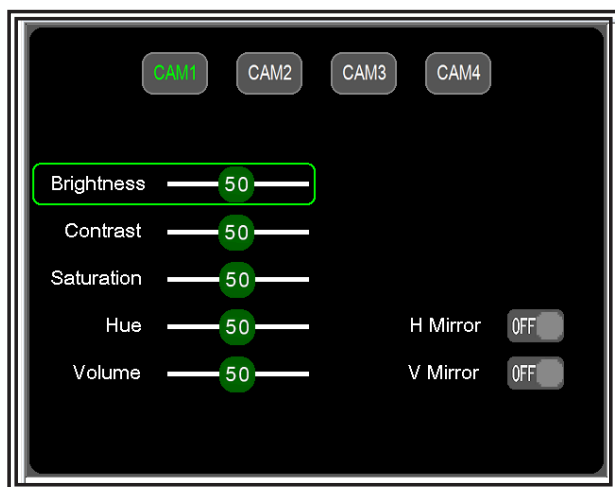 CAM1 CAM2 CAM3 CAM4
Brightness 50
Contrast 50
Saturation 50
Hue 50 H Mirror OFF
Volume 50 V Mirror OFF